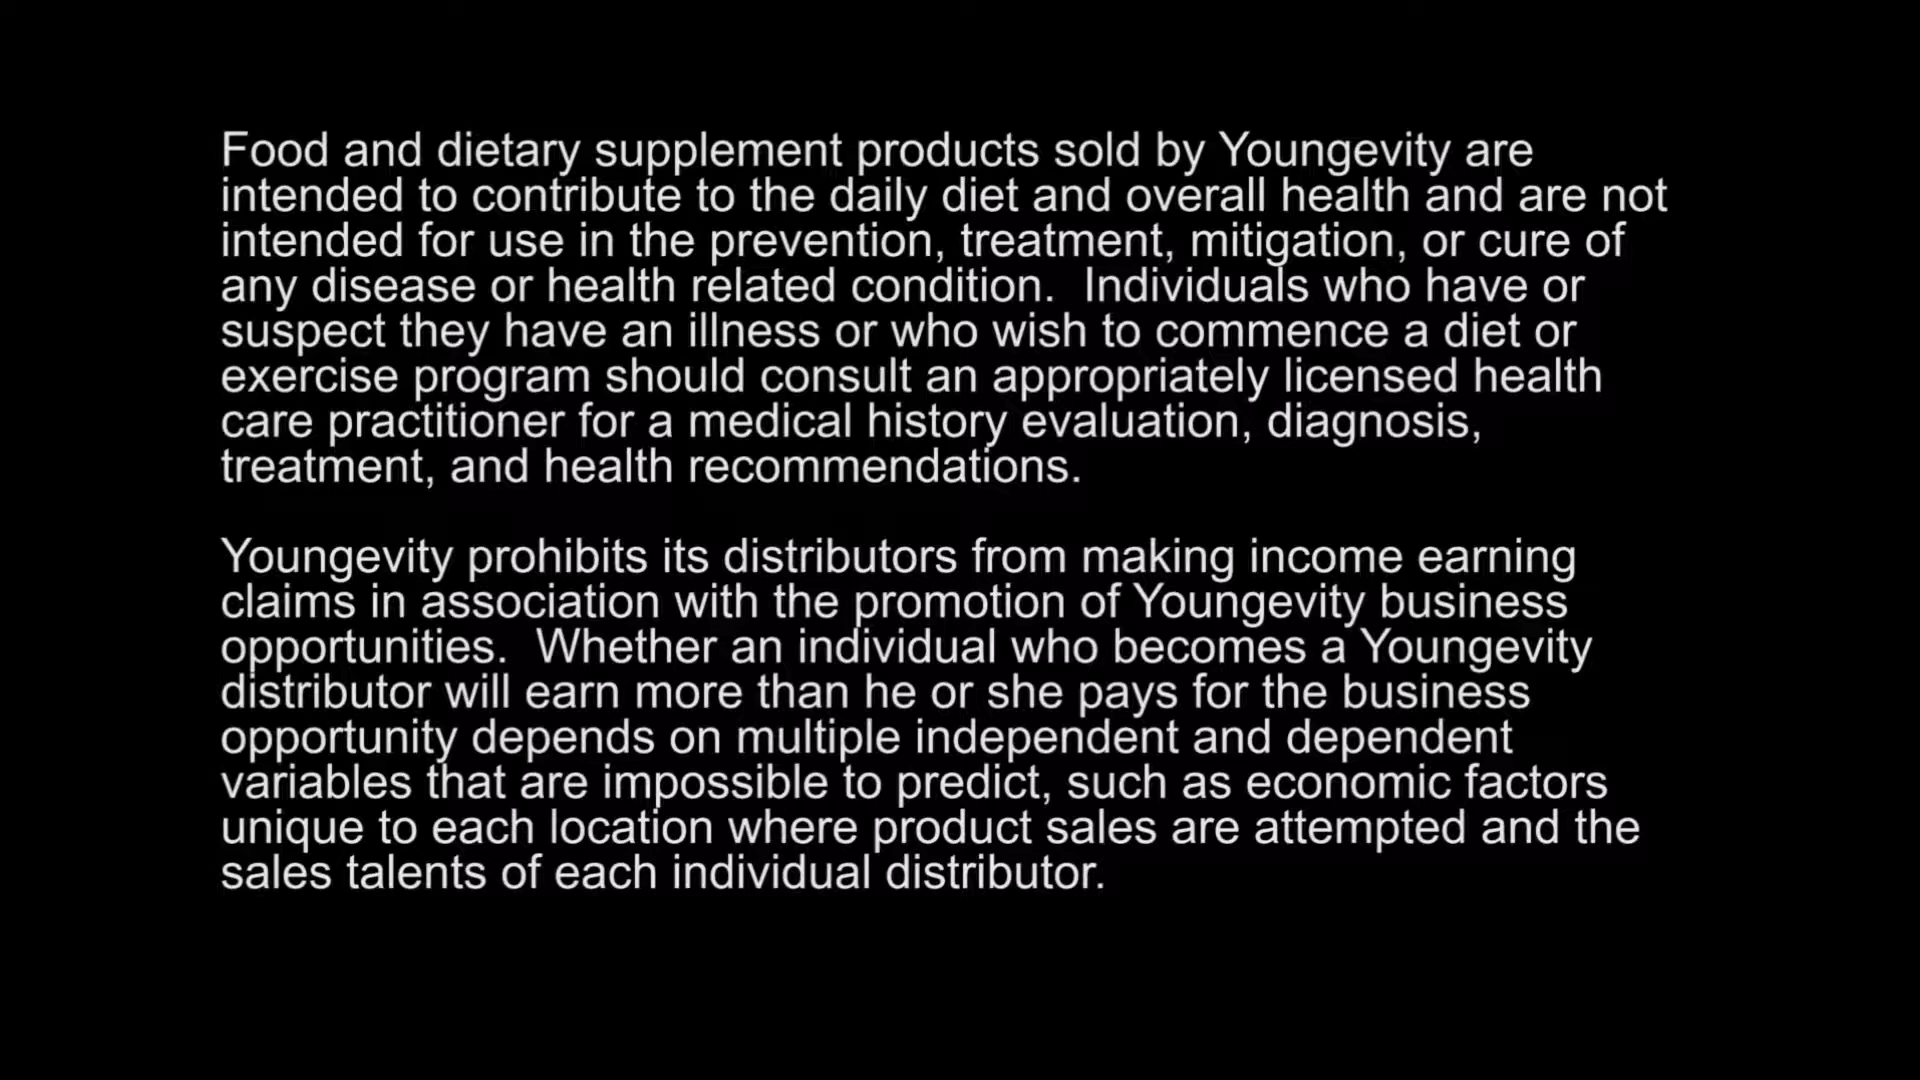 Food and dietary supplement products sold by Youngevity are
intended to contribute to the daily diet and overall health and are not
intended for use in the prevention, treatment, mitigation, or cure of
any disease or health related condition.  Individuals who have or
suspect they have an illness or who wish to commence a diet or
exercise program should consult an appropriately licensed health
care practitioner for a medical history evaluation, diagnosis,
treatment, and health recommendations.

Youngevity prohibits its distributors from making income earning
claims in association with the promotion of Youngevity business
opportunities.  Whether an individual who becomes a Youngevity
distributor will earn more than he or she pays for the business
opportunity depends on multiple independent and dependent
variables that are impossible to predict, such as economic factors
unique to each location where product sales are attempted and the
sales talents of each individual distributor.